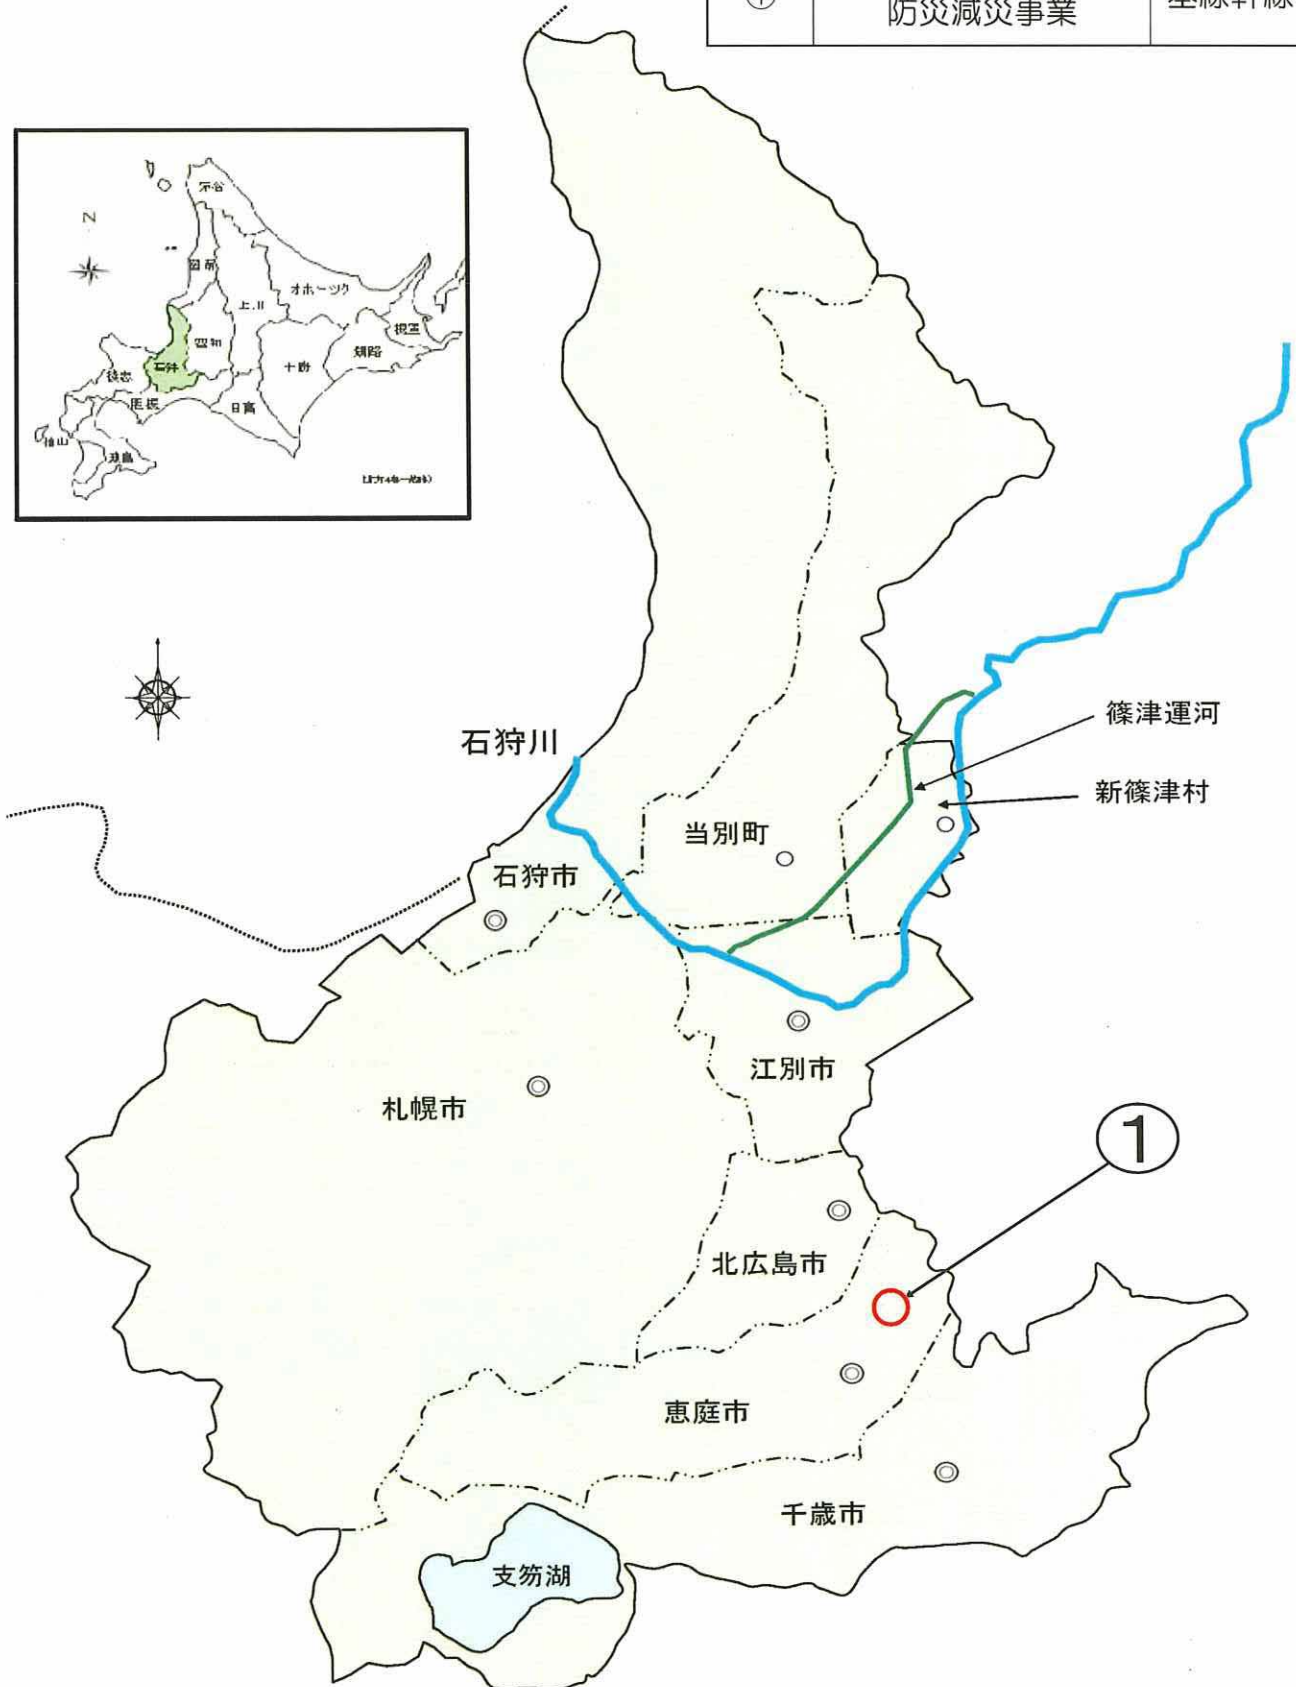 ①
防災減災事業
N
上川
オホーツク
空知
根室
石狩
釧路
十勝
後志
胆振
日高
桧山
渡島
篠津運河
石狩川
新篠津村
当別町
石狩市
江別市
札幌市
1
北広島市
恵庭市
千歳市
支笏湖